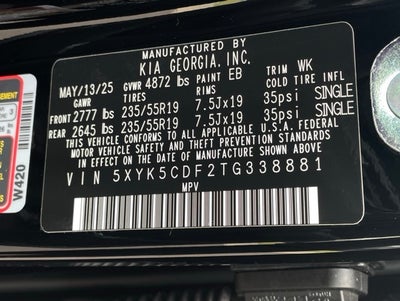 MANUFACTURED BY
KIA GEORGIA, INC.
MAY/13/25 GVWR 4872 lbs PAINT EB TRIM WK
GAWR TIRES RIMS COLD TIRE INFL
FRONT 2777 lbs 235/55R19 7.5Jx19 35psi SINGLE
REAR 2645 lbs 235/55R19 7.5Jx19 35psi SINGLE
THIS VEHICLE CONFORMS TO ALL APPLICABLE U.S.A. FEDERAL
MOTOR VEHICLE SAFETY AND THEFT PREVENTION STANDARDS
IN EFFECT ON THE DATE OF MANUFACTURE SHOWN ABOVE
VIN 5XYK5CDF2TG338881
MPV
W420